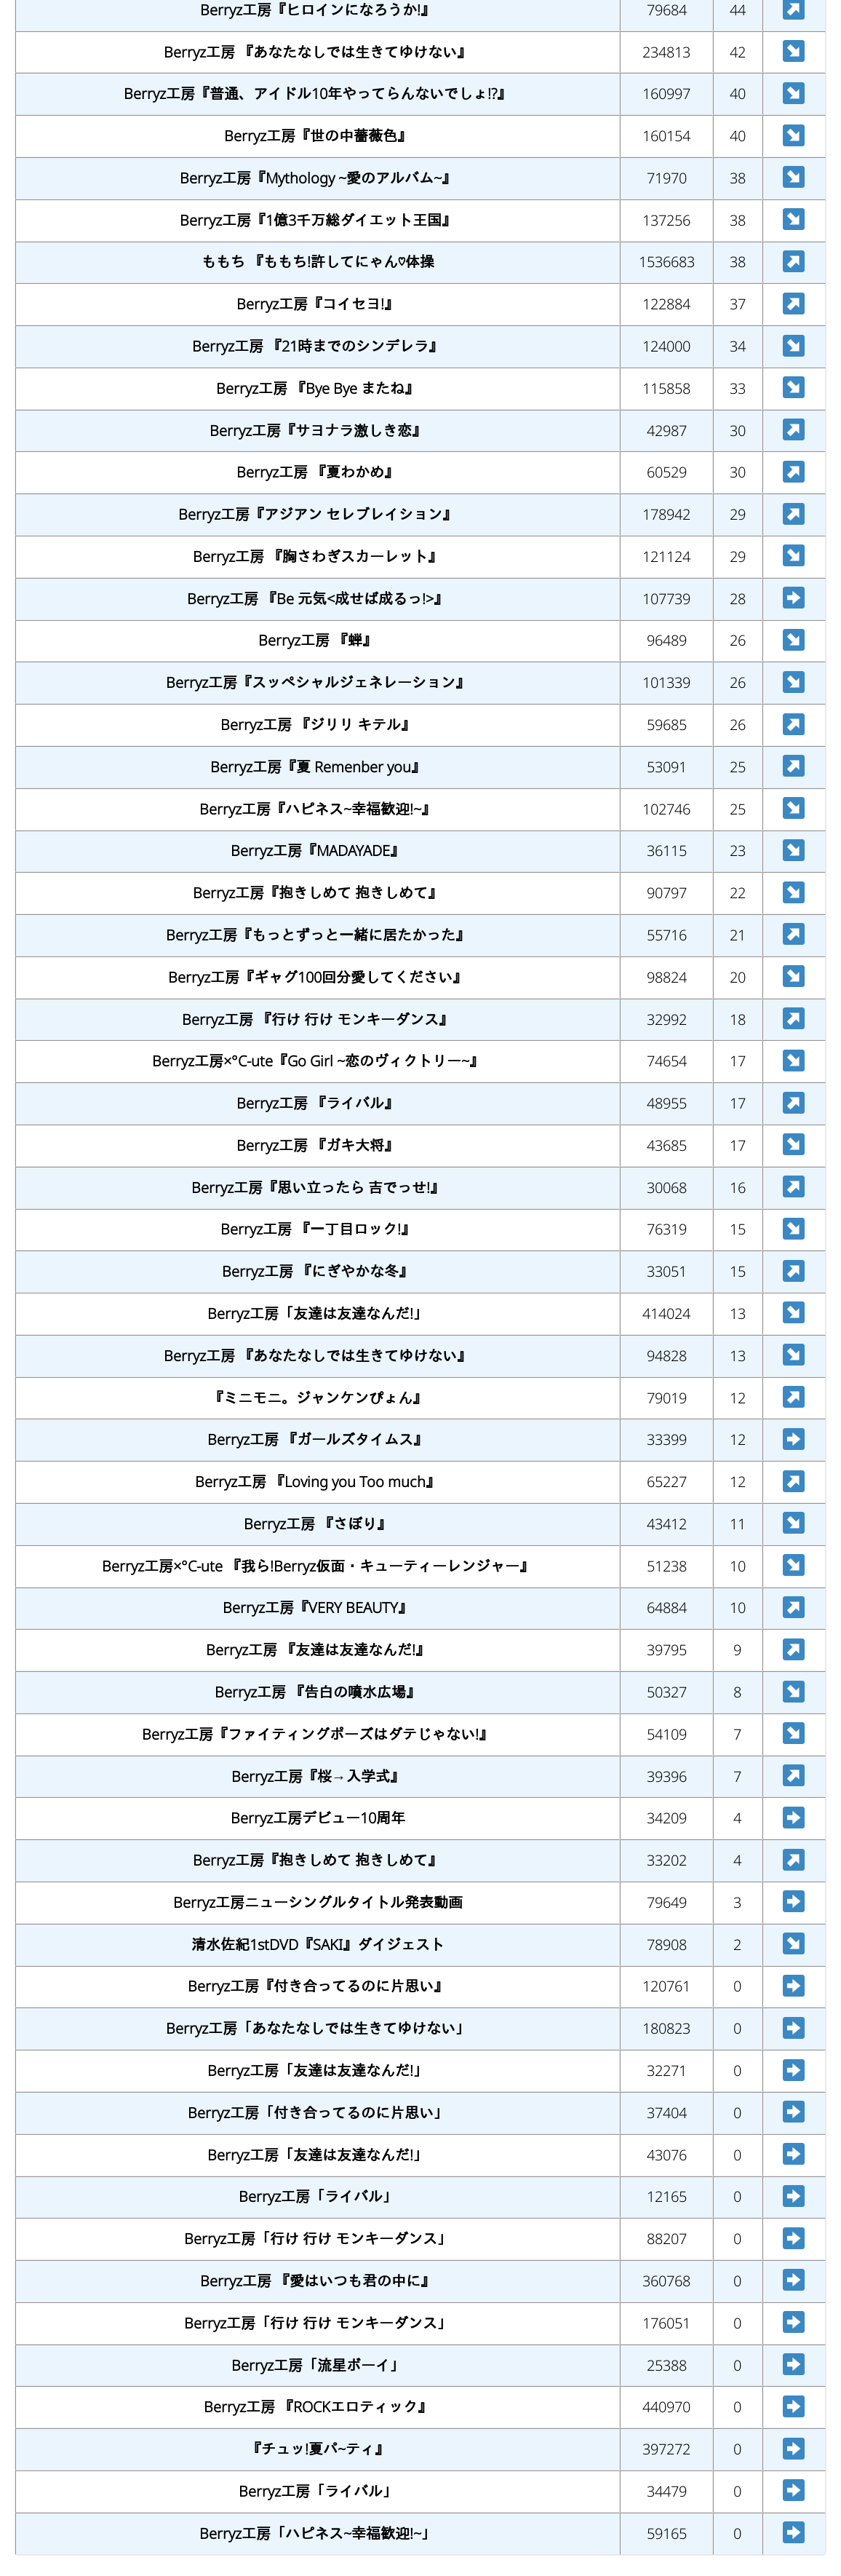 Berryz工房『ヒロインになろうか!』 79684 44 ↗
Berryz工房 『あなたなしでは生きてゆけない』 234813 42 ↘
Berryz工房『普通、アイドル10年やってらんないでしょ!?』 160997 40 ↘
Berryz工房『世の中薔薇色』 160154 40 ↘
Berryz工房『Mythology ~愛のアルバム~』 71970 38 ↘
Berryz工房『1億3千万総ダイエット王国』 137256 38 ↘
ももち 『ももち!許してにゃん♡体操 1536683 38 ↗
Berryz工房『コイセヨ!』 122884 37 ↗
Berryz工房 『21時までのシンデレラ』 124000 34 ↘
Berryz工房 『Bye Bye またね』 115858 33 ↘
Berryz工房『サヨナラ激しき恋』 42987 30 ↗
Berryz工房 『夏わかめ』 60529 30 ↗
Berryz工房『アジアン セレブレイション』 178942 29 ↗
Berryz工房 『胸さわぎスカーレット』 121124 29 ↘
Berryz工房 『Be 元気<成せば成るっ!>』 107739 28 ➡
Berryz工房 『蝉』 96489 26 ↘
Berryz工房『スッペシャルジェネレーション』 101339 26 ↘
Berryz工房 『ジリリ キテル』 59685 26 ↗
Berryz工房『夏 Remenber you』 53091 25 ↗
Berryz工房『ハピネス~幸福歓迎!~』 102746 25 ↘
Berryz工房『MADAYADE』 36115 23 ↘
Berryz工房『抱きしめて 抱きしめて』 90797 22 ↘
Berryz工房『もっとずっと一緒に居たかった』 55716 21 ↗
Berryz工房『ギャグ100回分愛してください』 98824 20 ↘
Berryz工房 『行け 行け モンキーダンス』 32992 18 ↗
Berryz工房×°C-ute『Go Girl ~恋のヴィクトリー~』 74654 17 ↘
Berryz工房 『ライバル』 48955 17 ↗
Berryz工房 『ガキ大将』 43685 17 ↘
Berryz工房『思い立ったら 吉でっせ!』 30068 16 ↗
Berryz工房 『一丁目ロック!』 76319 15 ↘
Berryz工房 『にぎやかな冬』 33051 15 ↗
Berryz工房「友達は友達なんだ!」 414024 13 ↘
Berryz工房 『あなたなしでは生きてゆけない』 94828 13 ↘
『ミニモニ。ジャンケンぴょん』 79019 12 ↗
Berryz工房 『ガールズタイムス』 33399 12 ➡
Berryz工房 『Loving you Too much』 65227 12 ↗
Berryz工房 『さぼり』 43412 11 ↘
Berryz工房×°C-ute 『我ら!Berryz仮面・キューティーレンジャー』 51238 10 ↘
Berryz工房『VERY BEAUTY』 64884 10 ↗
Berryz工房 『友達は友達なんだ!』 39795 9 ↗
Berryz工房 『告白の噴水広場』 50327 8 ↘
Berryz工房『ファイティングポーズはダテじゃない!』 54109 7 ↘
Berryz工房『桜→入学式』 39396 7 ↗
Berryz工房デビュー10周年 34209 4 ➡
Berryz工房『抱きしめて 抱きしめて』 33202 4 ↗
Berryz工房ニューシングルタイトル発表動画 79649 3 ➡
清水佐紀1stDVD『SAKI』ダイジェスト 78908 2 ↘
Berryz工房『付き合ってるのに片思い』 120761 0 ➡
Berryz工房「あなたなしでは生きてゆけない」 180823 0 ➡
Berryz工房「友達は友達なんだ!」 32271 0 ➡
Berryz工房「付き合ってるのに片思い」 37404 0 ➡
Berryz工房「友達は友達なんだ!」 43076 0 ➡
Berryz工房「ライバル」 12165 0 ➡
Berryz工房「行け 行け モンキーダンス」 88207 0 ➡
Berryz工房 『愛はいつも君の中に』 360768 0 ➡
Berryz工房「行け 行け モンキーダンス」 176051 0 ➡
Berryz工房「流星ボーイ」 25388 0 ➡
Berryz工房 『ROCKエロティック』 440970 0 ➡
『チュッ!夏パ~ティ』 397272 0 ➡
Berryz工房「ライバル」 34479 0 ➡
Berryz工房「ハピネス~幸福歓迎!~」 59165 0 ➡